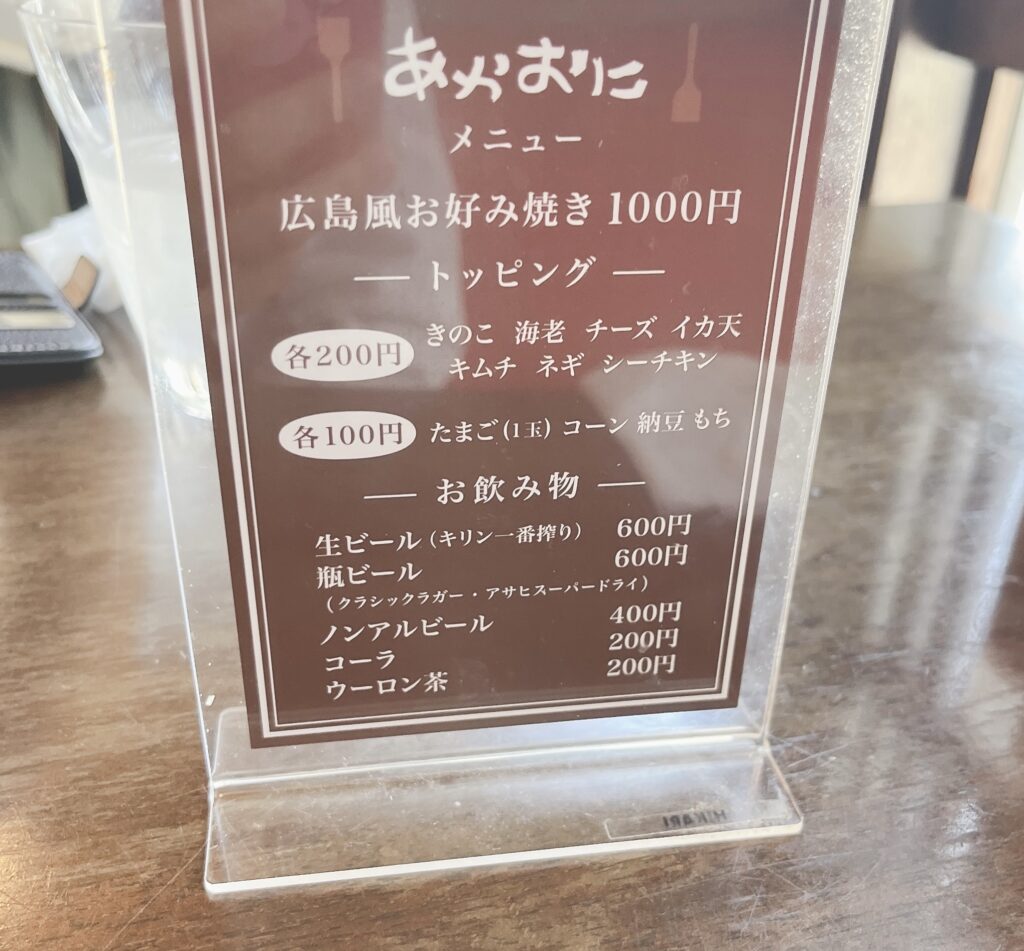 あかおに
メニュー
広島風お好み焼き 1000円
トッピング
各200円 きのこ 海老 チーズ イカ天
キムチ ネギ シーチキン
各100円 たまご(1玉) コーン 納豆 もち
お飲み物
生ビール(キリン一番搾り) 600円
瓶ビール 600円
(クラシックラガー・アサヒスーパードライ)
ノンアルビール 400円
コーラ 200円
ウーロン茶 200円
HIKARI